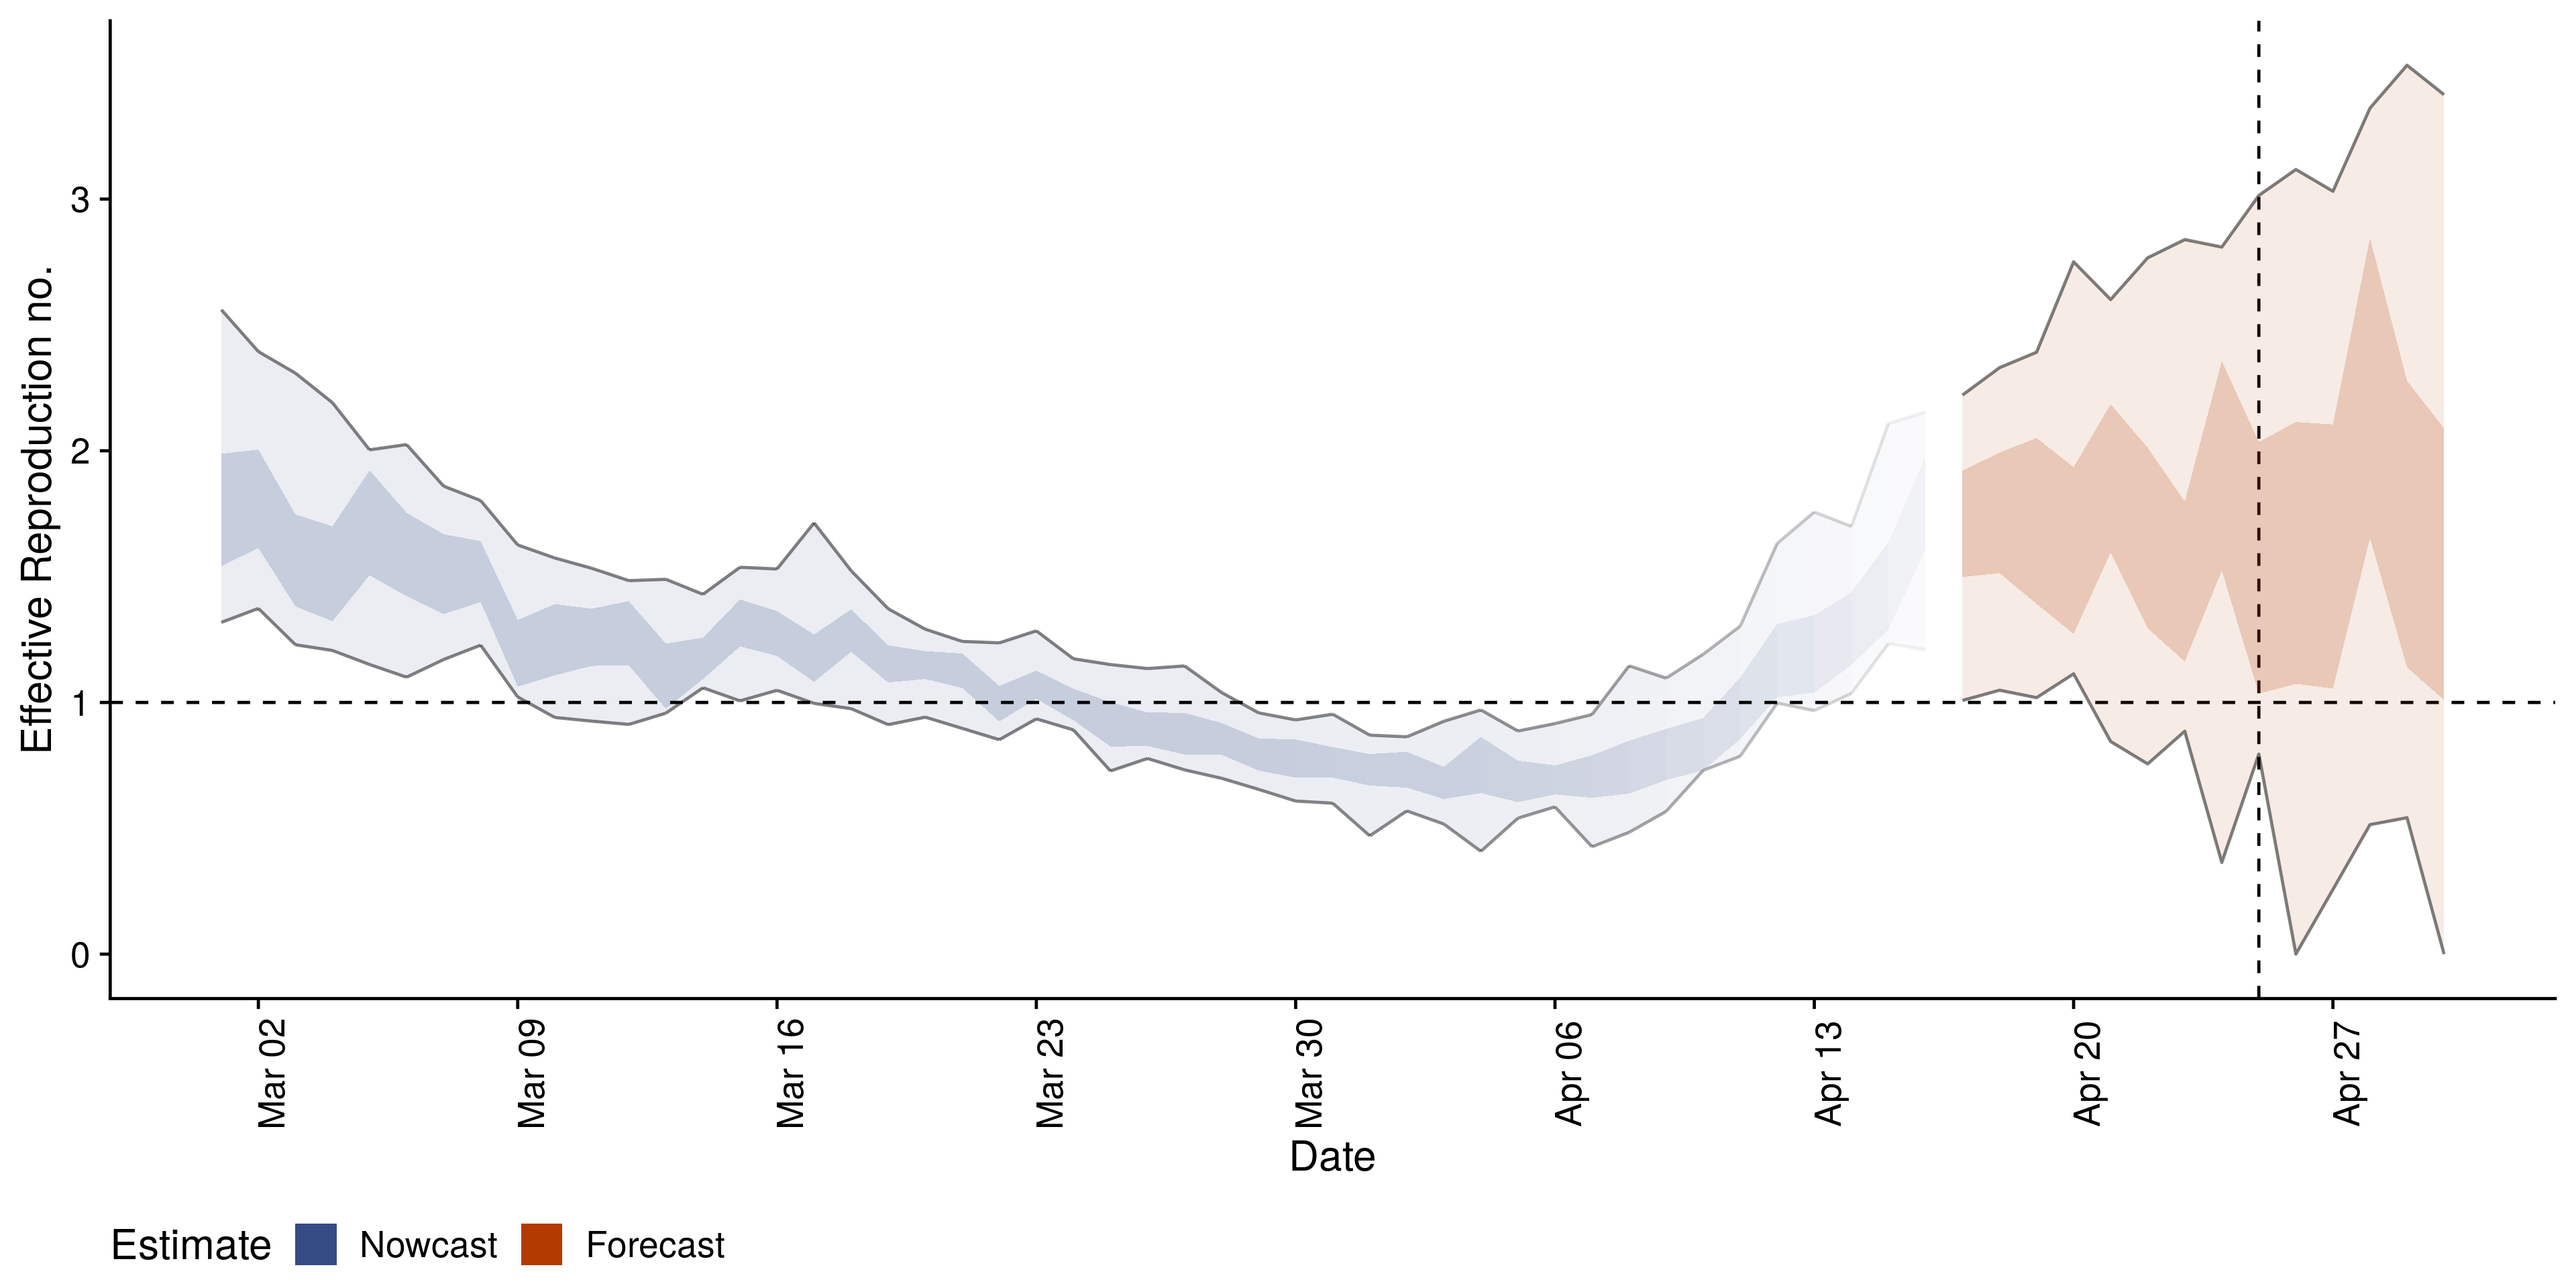 Effective Reproduction no.
3
2
1
0
Mar 02
Mar 09
Mar 16
Mar 23
Mar 30
Apr 06
Apr 13
Apr 20
Apr 27
Date
Estimate Nowcast Forecast